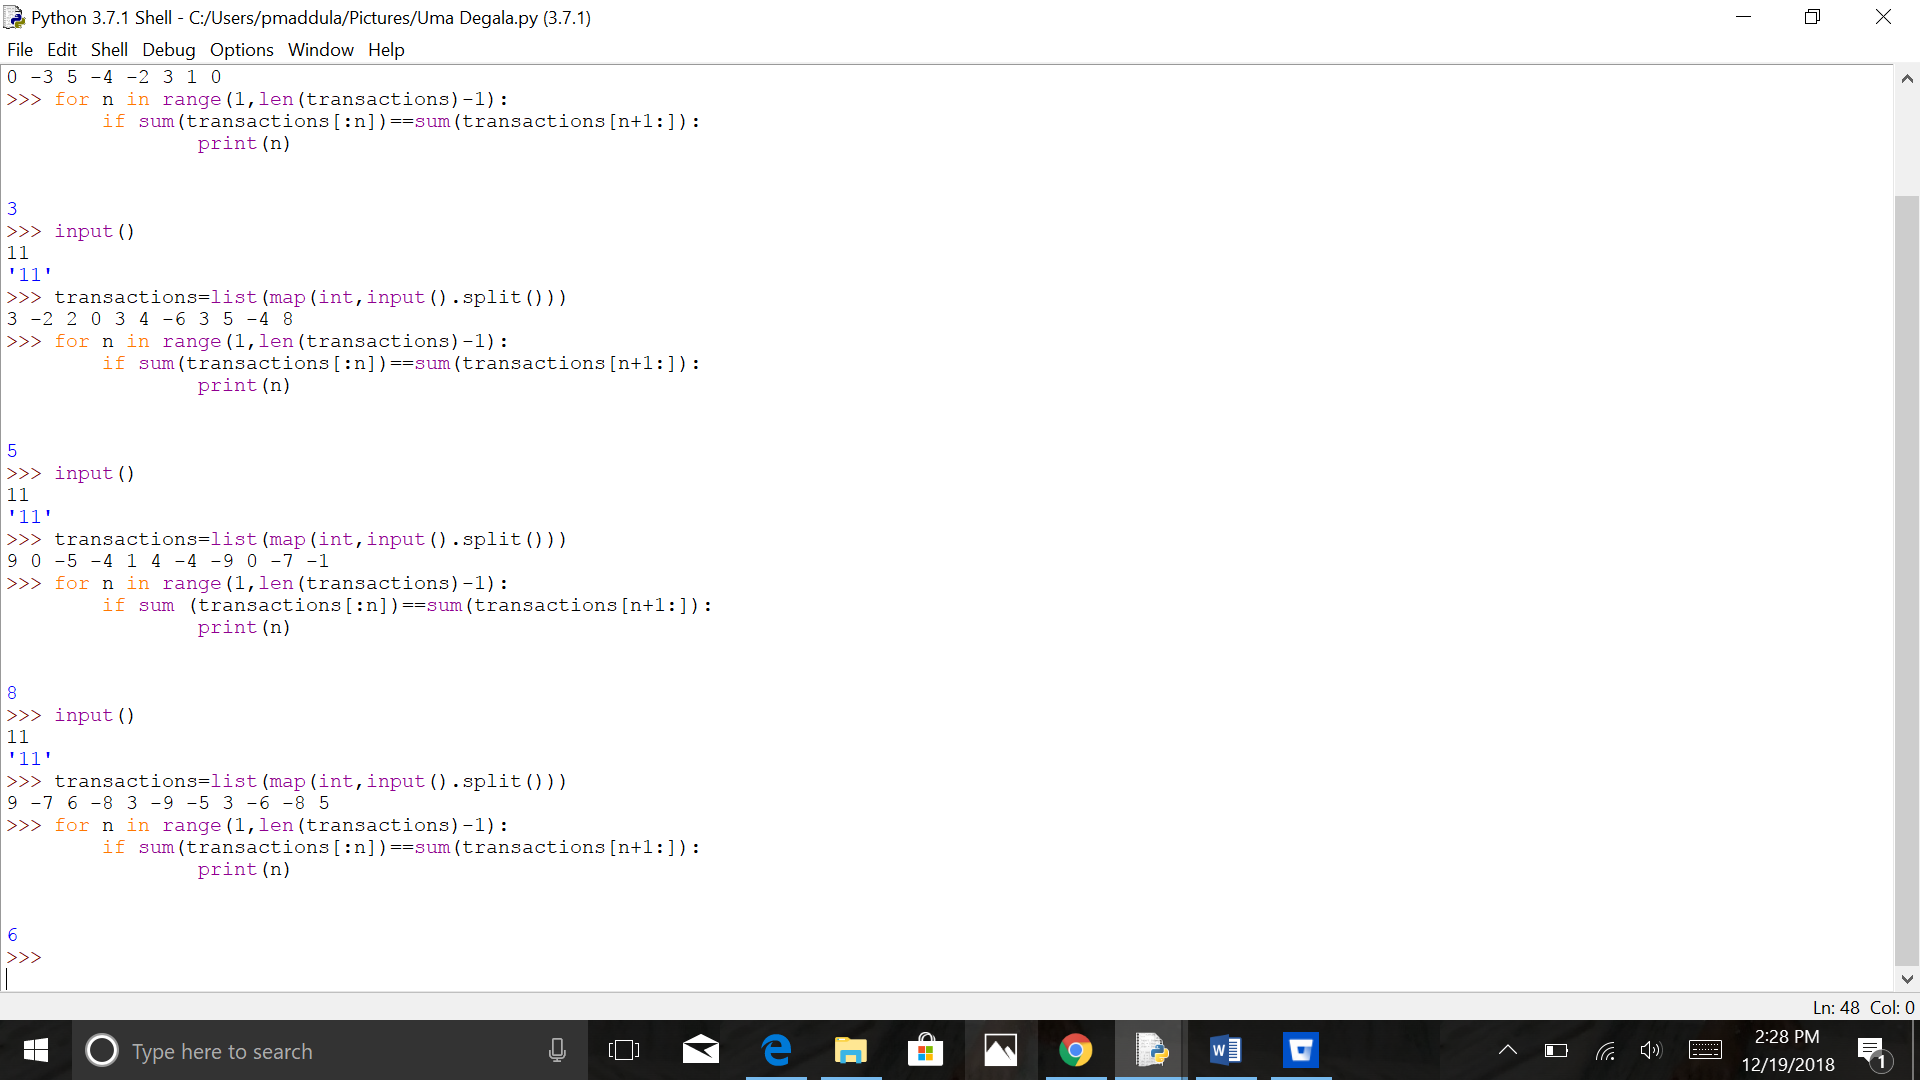 Python 3.7.1 Shell - C:/Users/pmaddula/Pictures/Uma Degala.py (3.7.1)
File Edit Shell Debug Options Window Help
0 -3 5 -4 -2 3 1 0
>>> for n in range(1,len(transactions)-1):
        if sum(transactions[:n])==sum(transactions[n+1:]):
                print(n)
3
>>> input()
11
'11'
>>> transactions=list(map(int,input().split()))
3 -2 2 0 3 4 -6 3 5 -4 8
>>> for n in range(1,len(transactions)-1):
        if sum(transactions[:n])==sum(transactions[n+1:]):
                print(n)
5
>>> input()
11
'11'
>>> transactions=list(map(int,input().split()))
9 0 -5 -4 1 4 -4 -9 0 -7 -1
>>> for n in range(1,len(transactions)-1):
        if sum (transactions[:n])==sum(transactions[n+1:]):
                print(n)
8
>>> input()
11
'11'
>>> transactions=list(map(int,input().split()))
9 -7 6 -8 3 -9 -5 3 -6 -8 5
>>> for n in range(1,len(transactions)-1):
        if sum(transactions[:n])==sum(transactions[n+1:]):
                print(n)
6
>>>
Ln: 48 Col: 0
Type here to search
2:28 PM
12/19/2018
1